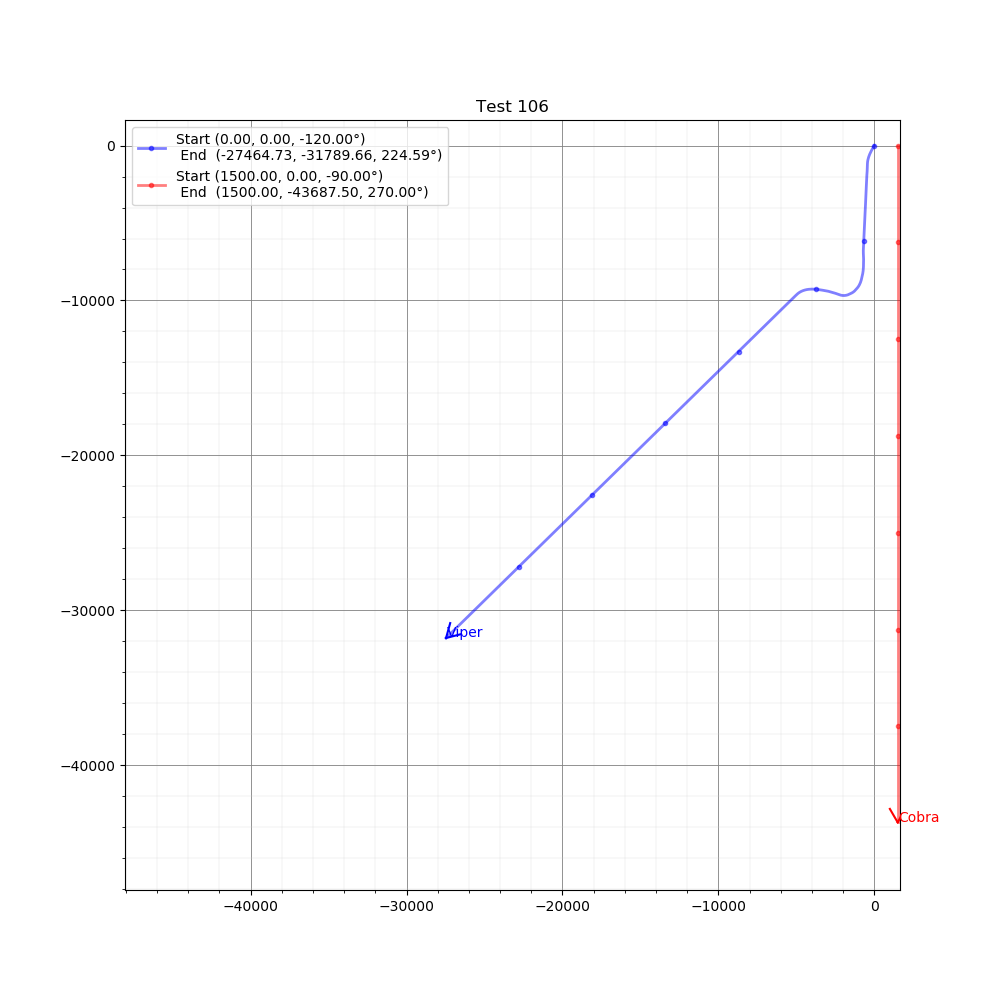 Test 106
Start (0.00, 0.00, -120.00°)
End  (-27464.73, -31789.66, 224.59°)
Start (1500.00, 0.00, -90.00°)
End  (1500.00, -43687.50, 270.00°)
0
−10000
−20000
−30000
−40000
Viper
Cobra
−40000
−30000
−20000
−10000
0